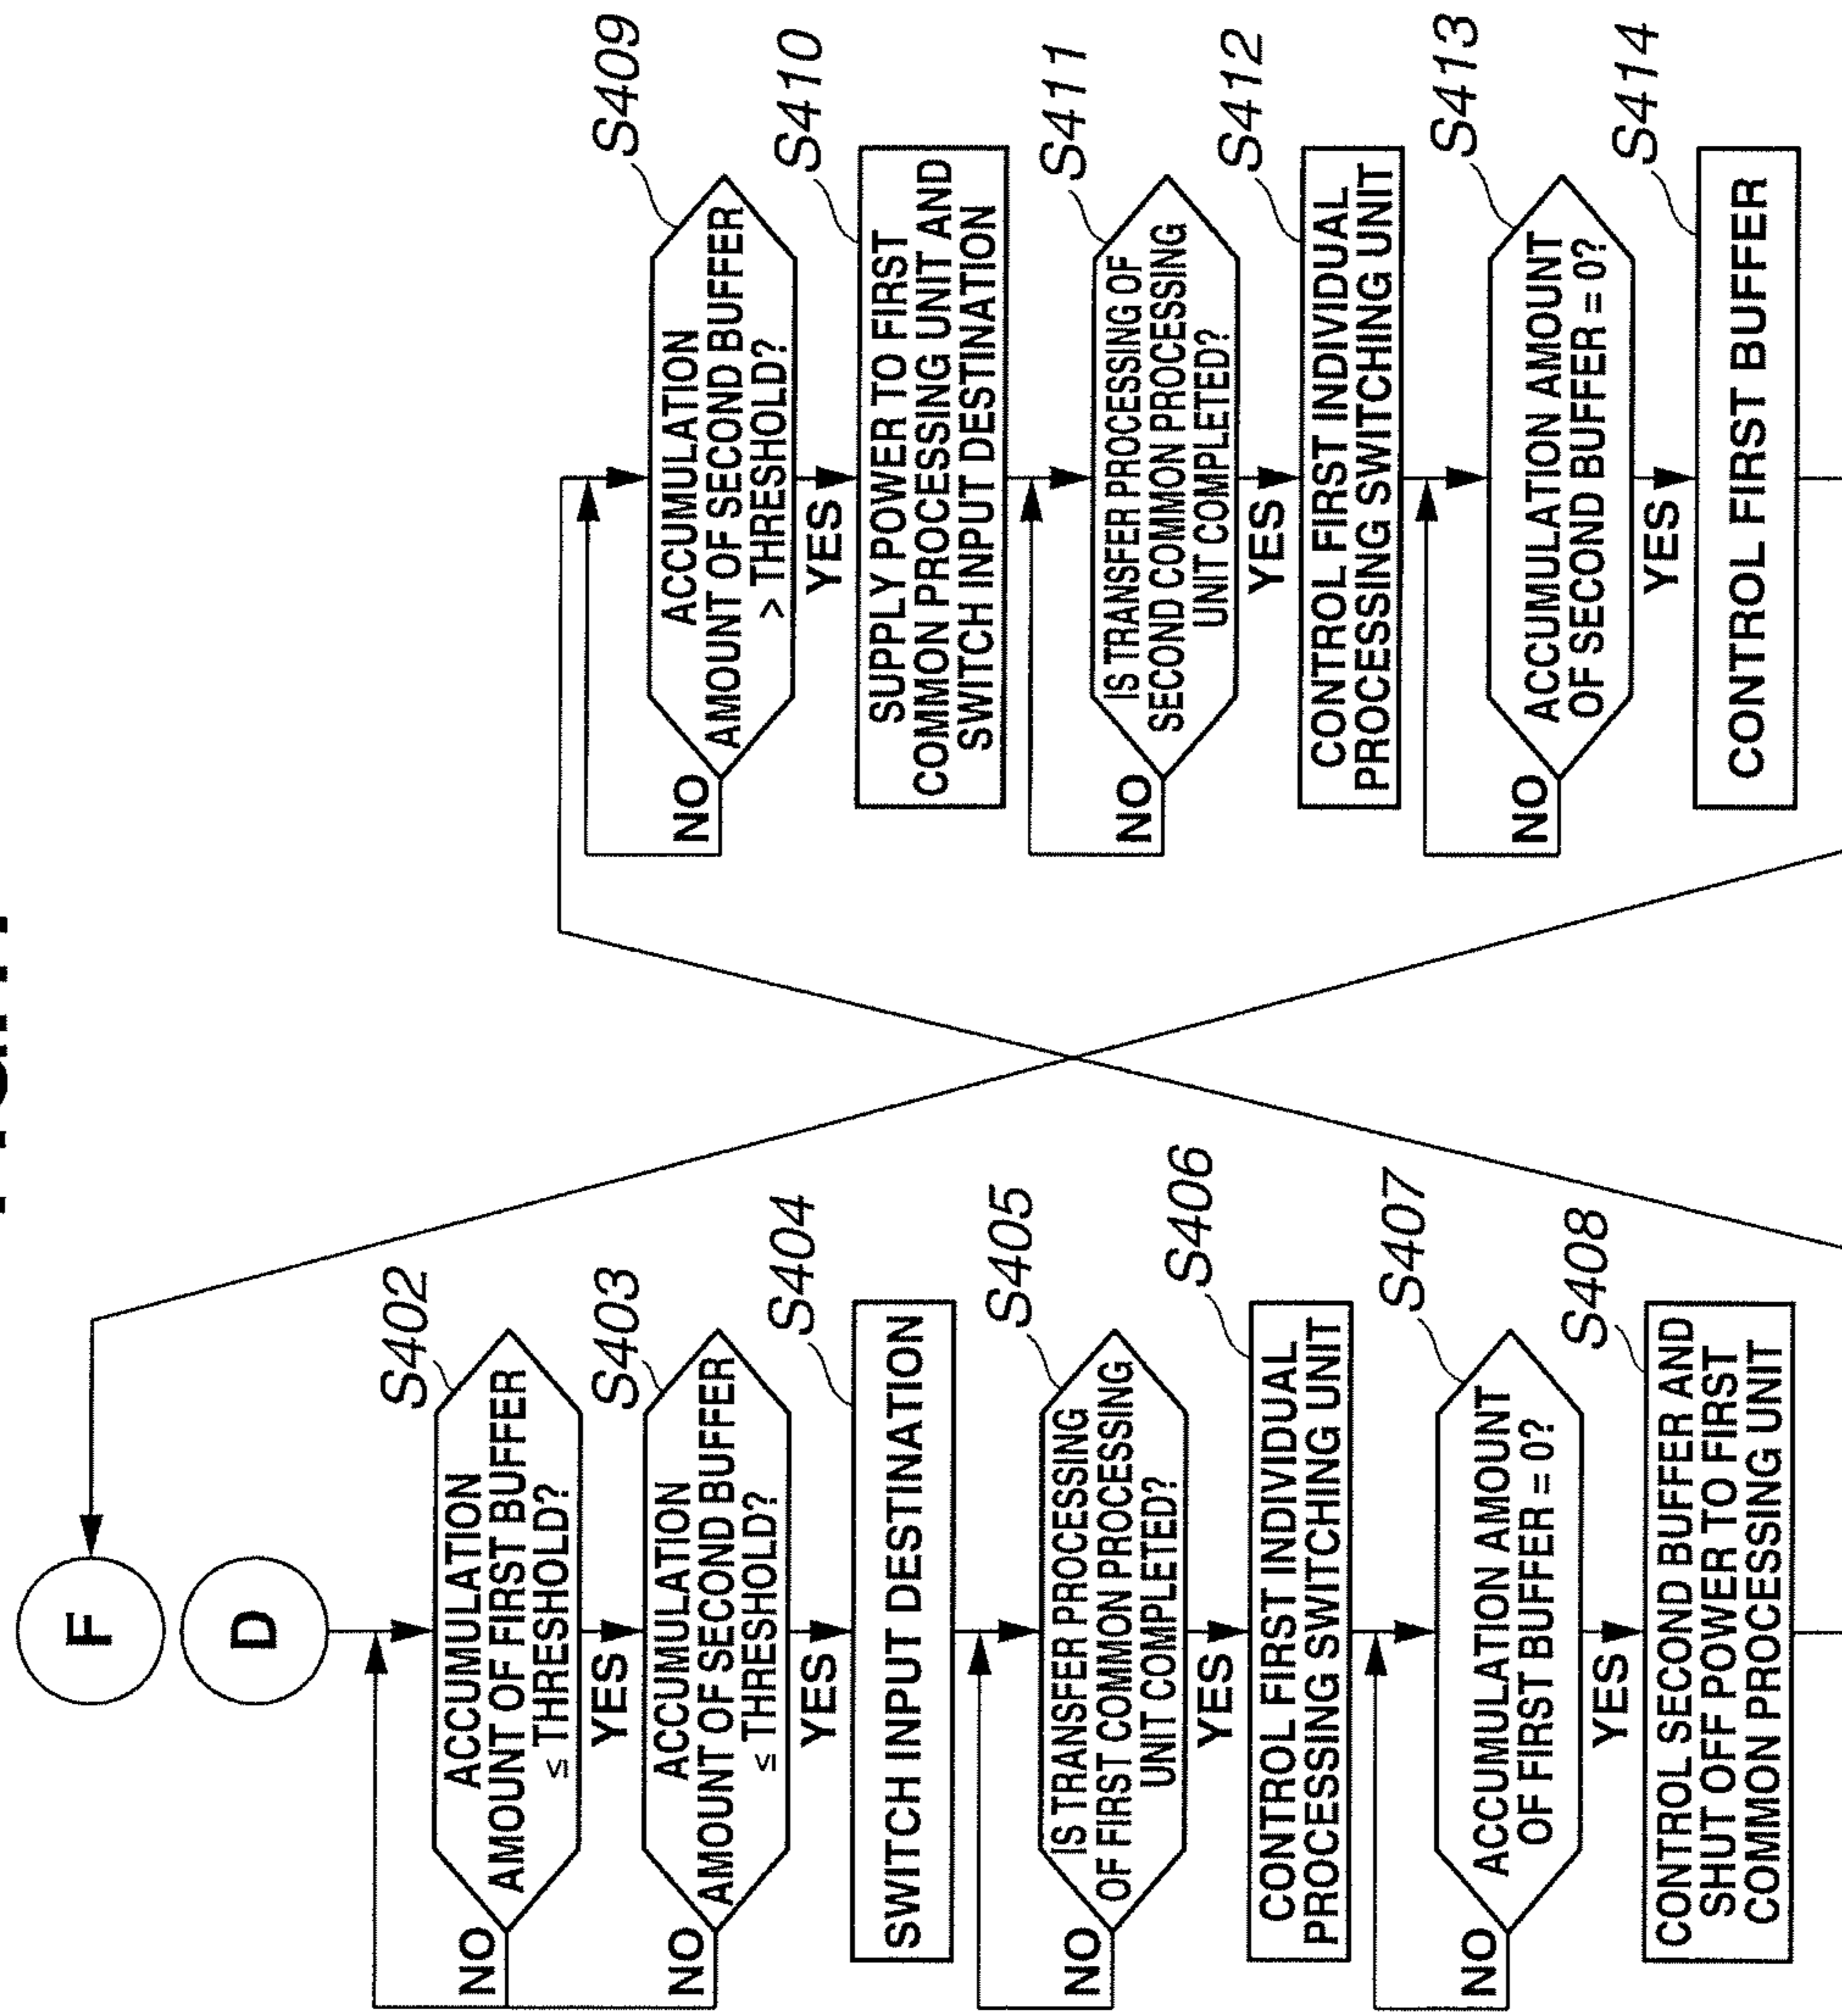 F
D
S402
ACCUMULATION
AMOUNT OF FIRST BUFFER
≤ THRESHOLD?
NO
YES
S403
ACCUMULATION
AMOUNT OF SECOND BUFFER
≤ THRESHOLD?
NO
YES
S404
SWITCH INPUT DESTINATION
S405
IS TRANSFER PROCESSING
OF FIRST COMMON PROCESSING
UNIT COMPLETED?
NO
YES
S406
CONTROL FIRST INDIVIDUAL
PROCESSING SWITCHING UNIT
S407
ACCUMULATION AMOUNT
OF FIRST BUFFER = 0?
NO
YES
S408
CONTROL SECOND BUFFER AND
SHUT OFF POWER TO FIRST
COMMON PROCESSING UNIT
S409
ACCUMULATION
AMOUNT OF SECOND BUFFER
> THRESHOLD?
NO
YES
S410
SUPPLY POWER TO FIRST
COMMON PROCESSING UNIT AND
SWITCH INPUT DESTINATION
S411
IS TRANSFER PROCESSING OF
SECOND COMMON PROCESSING
UNIT COMPLETED?
NO
YES
S412
CONTROL FIRST INDIVIDUAL
PROCESSING SWITCHING UNIT
S413
ACCUMULATION AMOUNT
OF SECOND BUFFER = 0?
NO
YES
S414
CONTROL FIRST BUFFER